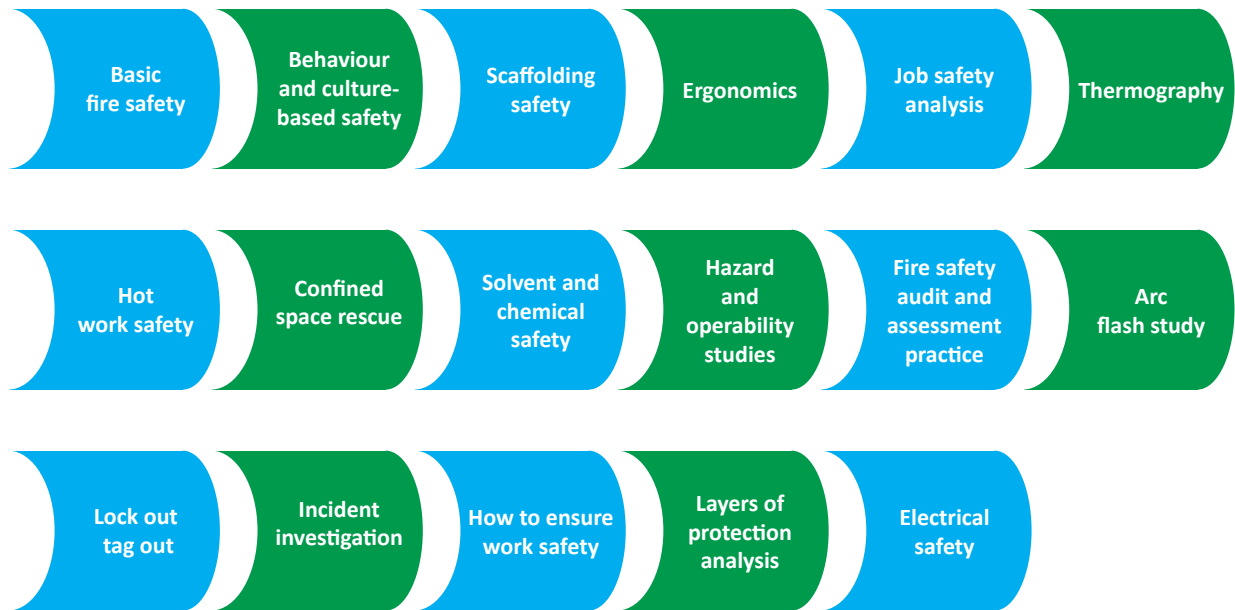 Basic
fire safety
Behaviour
and culture-
based safety
Scaffolding
safety
Ergonomics
Job safety
analysis
Thermography
Hot
work safety
Confined
space rescue
Solvent and
chemical
safety
Hazard
and
operability
studies
Fire safety
audit and
assessment
practice
Arc
flash study
Lock out
tag out
Incident
investigation
How to ensure
work safety
Layers of
protection
analysis
Electrical
safety